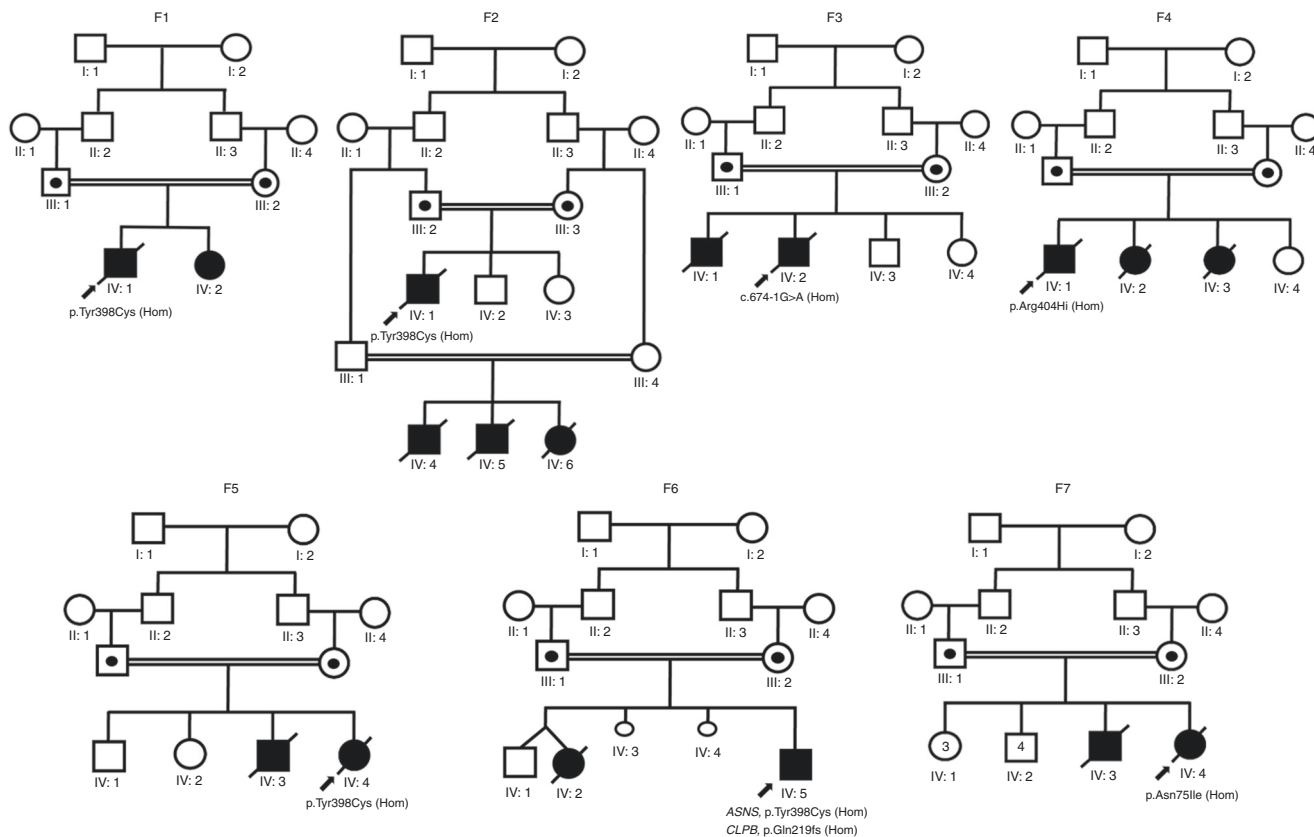 F1
I: 1
I: 2
II: 1
II: 2
II: 3
II: 4
III: 1
III: 2
IV: 1
IV: 2
p.Tyr398Cys (Hom)
F2
I: 1
I: 2
II: 1
II: 2
II: 3
II: 4
III: 2
III: 3
IV: 1
IV: 2
IV: 3
p.Tyr398Cys (Hom)
III: 1
III: 4
IV: 4
IV: 5
IV: 6
F3
I: 1
I: 2
II: 1
II: 2
II: 3
II: 4
III: 1
III: 2
IV: 1
IV: 2
IV: 3
IV: 4
c.674-1G>A (Hom)
F4
I: 1
I: 2
II: 1
II: 2
II: 3
II: 4
IV: 1
IV: 2
IV: 3
IV: 4
p.Arg404Hi (Hom)
F5
I: 1
I: 2
II: 1
II: 2
II: 3
II: 4
IV: 1
IV: 2
IV: 3
IV: 4
p.Tyr398Cys (Hom)
F6
I: 1
I: 2
II: 1
II: 2
II: 3
II: 4
III: 1
III: 2
IV: 3
IV: 4
IV: 1
IV: 2
IV: 5
ASNS, p.Tyr398Cys (Hom)
CLPB, p.Gln219fs (Hom)
F7
I: 1
I: 2
II: 1
II: 2
II: 3
II: 4
III: 1
III: 2
3
4
IV: 1
IV: 2
IV: 3
IV: 4
p.Asn75Ile (Hom)